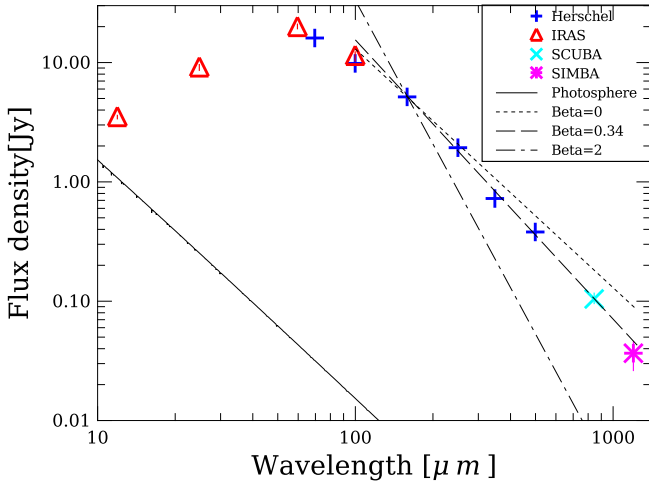 Flux density[Jy]
10.00
1.00
0.10
0.01
10
100
1000
Wavelength [μ m ]
Herschel
IRAS
SCUBA
SIMBA
Photosphere
Beta=0
Beta=0.34
Beta=2